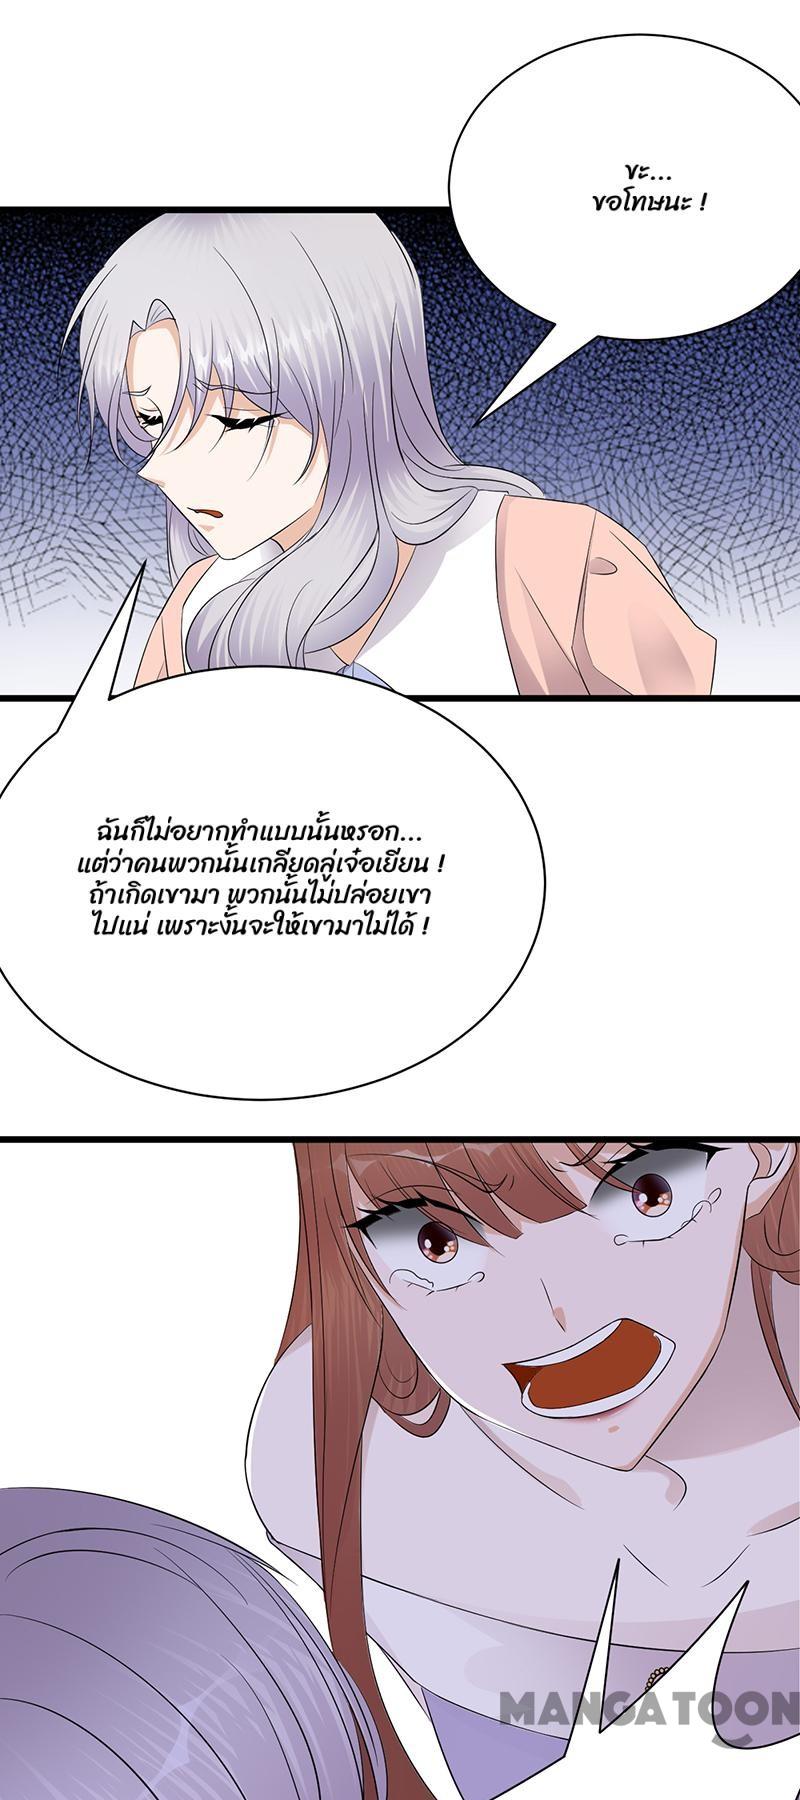 ขะ...
ขอโทษนะ !
ฉันก็ไม่อยากทำแบบนั้นหรอก...
แต่ว่าคนพวกนั้นเกลียดลู่เจ๋อเยียน !
ถ้าเกิดเขามา พวกนั้นไม่ปล่อยเขา
ไปแน่ เพราะงั้นจะให้เขามาไม่ได้ !
MANGATOON